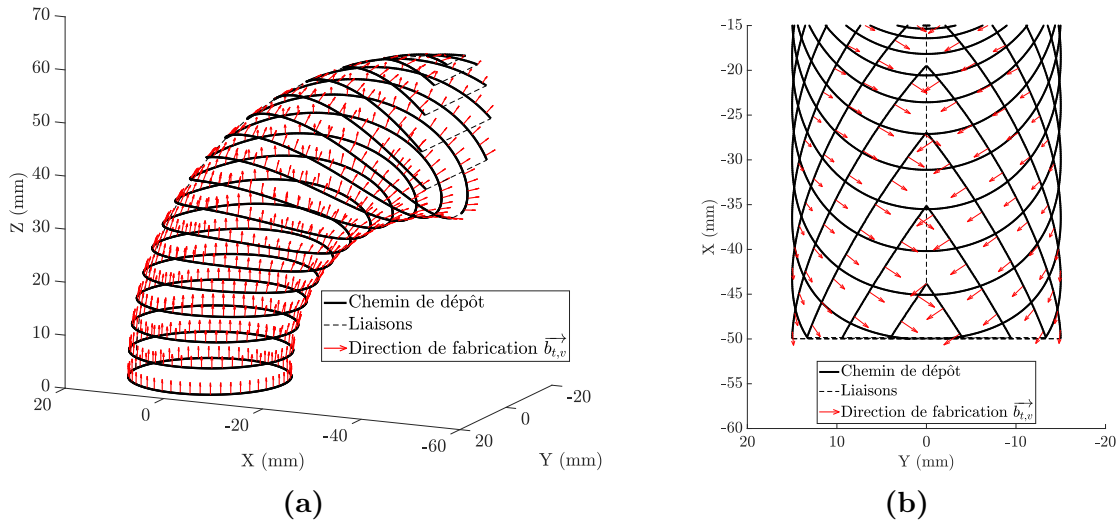 70
60
50
40
30
20
10
0
Z (mm)
20
0
-20
-40
-60
X (mm)
20
0
-20
Y (mm)
Chemin de dépôt
Liaisons
Direction de fabrication b_{t,v}
(a)
-15
-20
-25
-30
-35
-40
-45
-50
-55
-60
X (mm)
20
10
0
-10
-20
Y (mm)
Chemin de dépôt
Liaisons
Direction de fabrication b_{t,v}
(b)